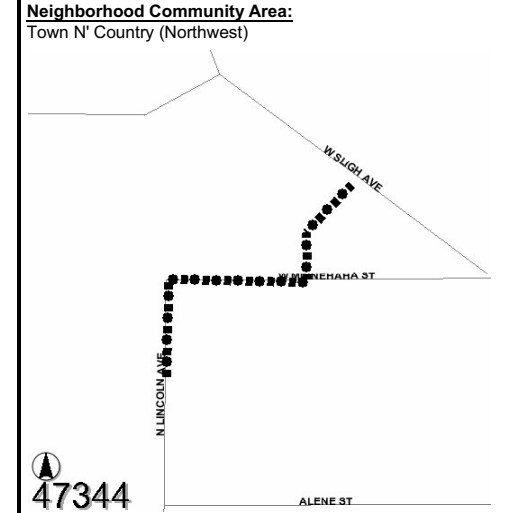 Neighborhood Community Area:
Town N' Country (Northwest)
W SLIGH AVE
W MINNEHAHA ST
N LINCOLN AVE
47344
ALENE ST